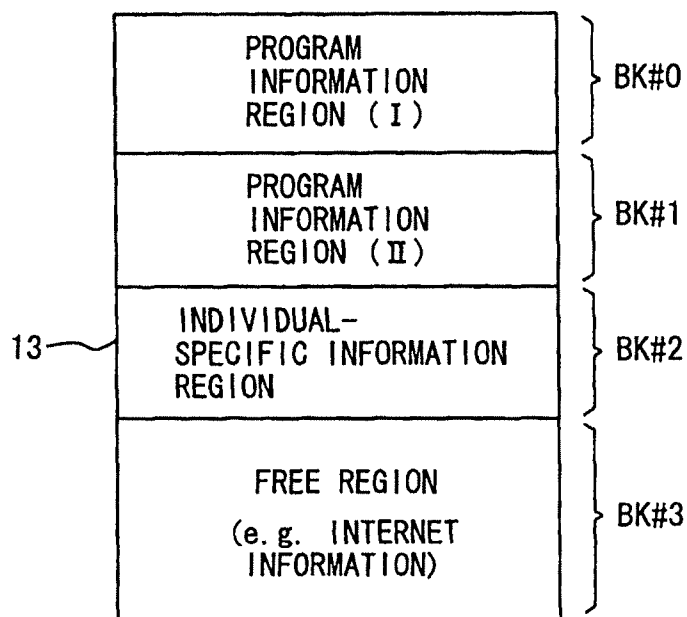 PROGRAM
INFORMATION
REGION (I)
BK#0
PROGRAM
INFORMATION
REGION (II)
BK#1
13
INDIVIDUAL-
SPECIFIC INFORMATION
REGION
BK#2
FREE REGION
(e.g. INTERNET
INFORMATION)
BK#3